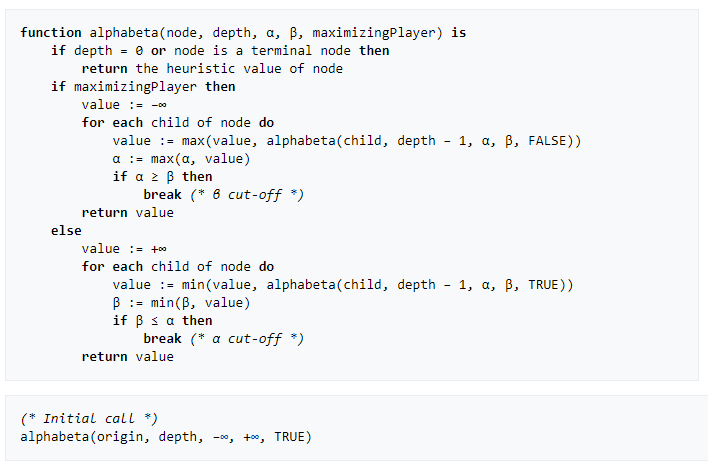 function alphabeta(node, depth, α, β, maximizingPlayer) is
if depth = 0 or node is a terminal node then
return the heuristic value of node
if maximizingPlayer then
value := −∞
for each child of node do
value := max(value, alphabeta(child, depth − 1, α, β, FALSE))
α := max(α, value)
if α ≥ β then
break (* β cut-off *)
return value
else
value := +∞
for each child of node do
value := min(value, alphabeta(child, depth − 1, α, β, TRUE))
β := min(β, value)
if β ≤ α then
break (* α cut-off *)
return value
(* Initial call *)
alphabeta(origin, depth, −∞, +∞, TRUE)